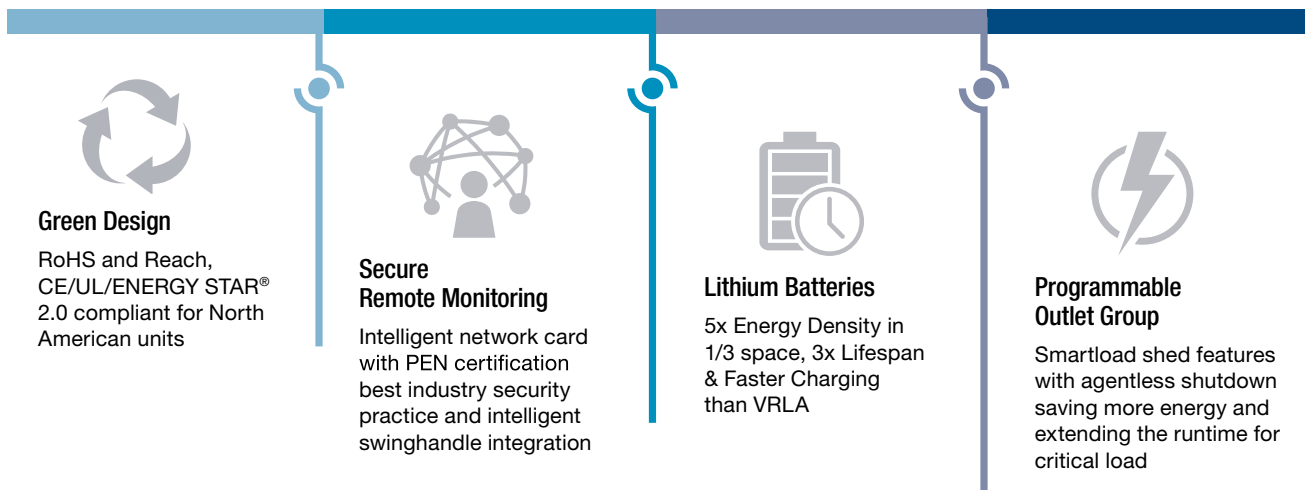 Green Design
RoHS and Reach,
CE/UL/ENERGY STAR®
2.0 compliant for North
American units
Secure
Remote Monitoring
Intelligent network card
with PEN certification
best industry security
practice and intelligent
swinghandle integration
Lithium Batteries
5x Energy Density in
1/3 space, 3x Lifespan
& Faster Charging
than VRLA
Programmable
Outlet Group
Smartload shed features
with agentless shutdown
saving more energy and
extending the runtime for
critical load